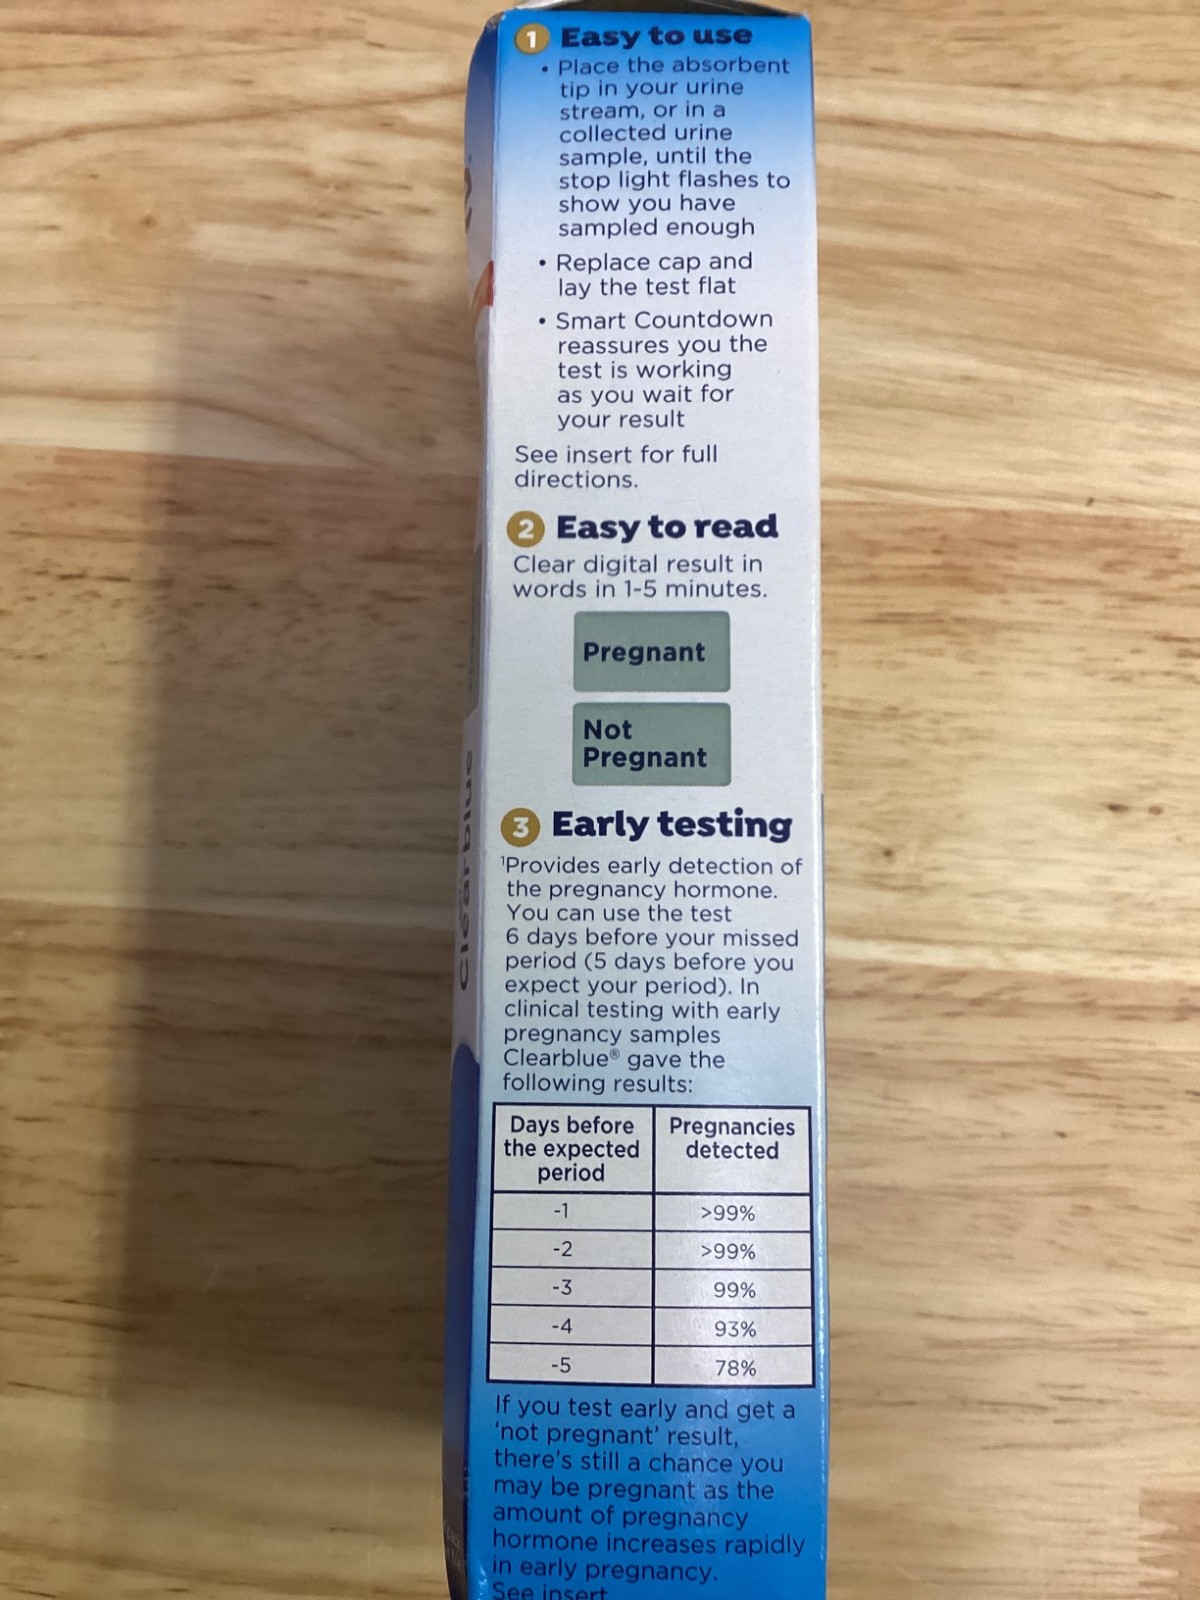 1 Easy to use
• Place the absorbent
tip in your urine
stream, or in a
collected urine
sample, until the
stop light flashes to
show you have
sampled enough
• Replace cap and
lay the test flat
• Smart Countdown
reassures you the
test is working
as you wait for
your result
See insert for full
directions.
2 Easy to read
Clear digital result in
words in 1-5 minutes.
Pregnant
Not
Pregnant
3 Early testing
¹Provides early detection of
the pregnancy hormone.
You can use the test
6 days before your missed
period (5 days before you
expect your period). In
clinical testing with early
pregnancy samples
Clearblue® gave the
following results:
Days before the expected period Pregnancies detected
-1 >99%
-2 >99%
-3 99%
-4 93%
-5 78%
If you test early and get a
'not pregnant' result,
there's still a chance you
may be pregnant as the
amount of pregnancy
hormone increases rapidly
in early pregnancy.
See insert
Clearblue